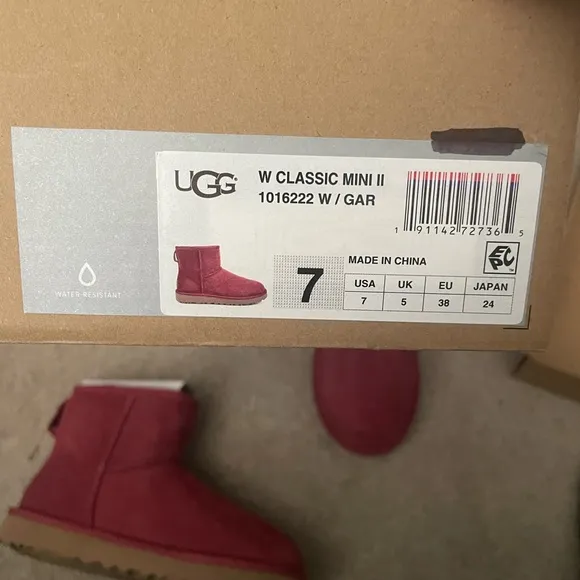 UGG
W CLASSIC MINI II
1016222 W / GAR
1 91142 72736 5
MADE IN CHINA
EPC
7
USA UK EU JAPAN
7 5 38 24
WATER-RESISTANT